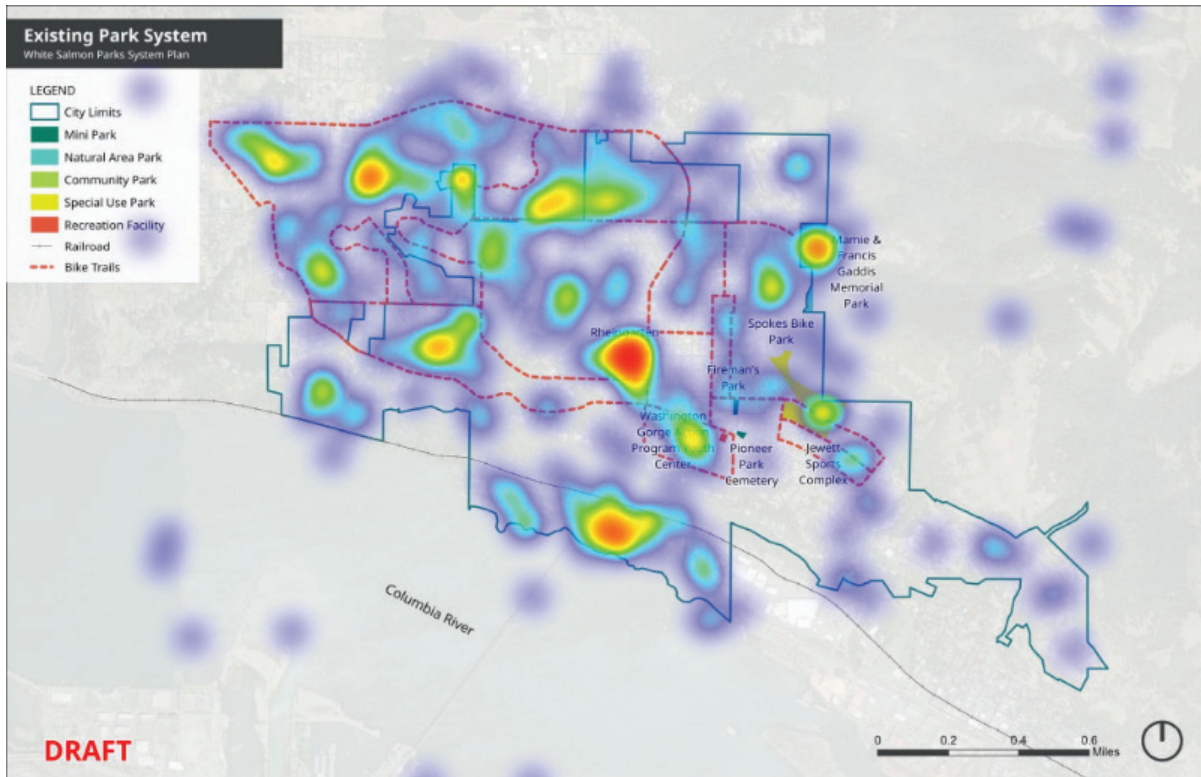 Existing Park System
White Salmon Parks System Plan
LEGEND
City Limits
Mini Park
Natural Area Park
Community Park
Special Use Park
Recreation Facility
Railroad
Bike Trails
Mamie &
Francis
Gaddis
Memorial
Park
Spokes Bike
Park
Fireman's
Park
Washington
Gorge
Program Youth
Center
Pioneer
Park
Cemetery
Jewett
Sports
Complex
Columbia River
DRAFT
0 0.2 0.4 0.6
Miles